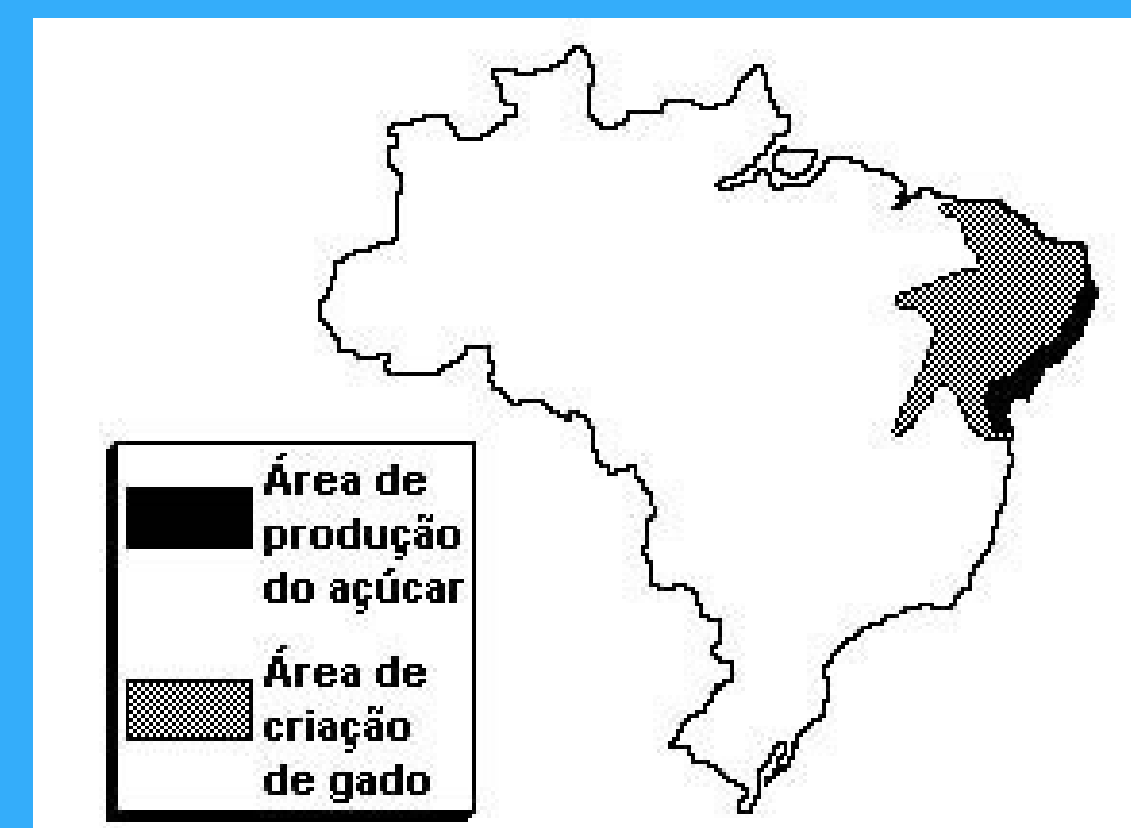 Área de
produção
do açúcar
Área de
criação
de gado